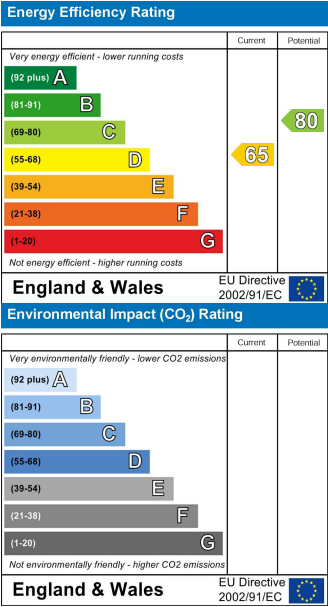 Energy Efficiency Rating
Current Potential
Very energy efficient - lower running costs
(92 plus) A
(81-91) B
(69-80) C
(55-68) D
(39-54) E
(21-38) F
(1-20) G
65
80
Not energy efficient - higher running costs
England & Wales
EU Directive
2002/91/EC
Environmental Impact (CO₂) Rating
Current Potential
Very environmentally friendly - lower CO2 emissions
(92 plus) A
(81-91) B
(69-80) C
(55-68) D
(39-54) E
(21-38) F
(1-20) G
Not environmentally friendly - higher CO2 emissions
England & Wales
EU Directive
2002/91/EC